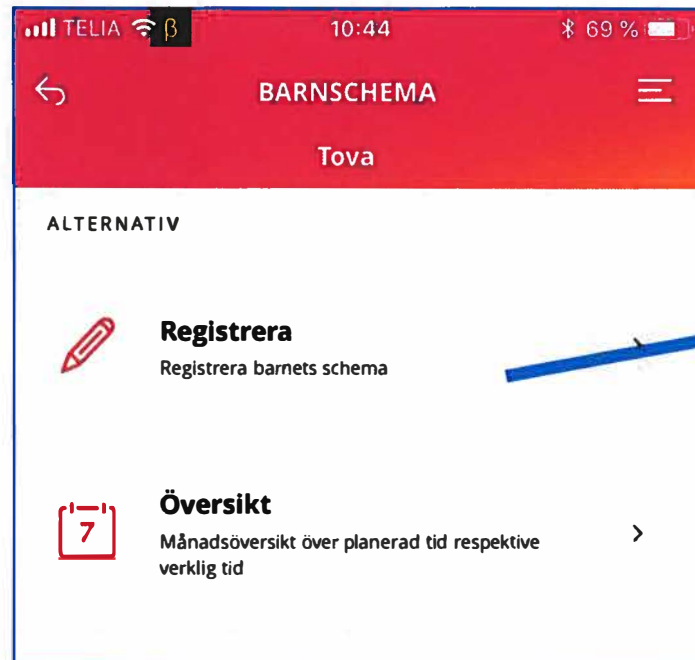 TELIA β 10:44 69 %
BARNSCHEMA
Tova
ALTERNATIV
Registrera
Registrera barnets schema
7
Översikt
Månadsöversikt över planerad tid respektive
verklig tid